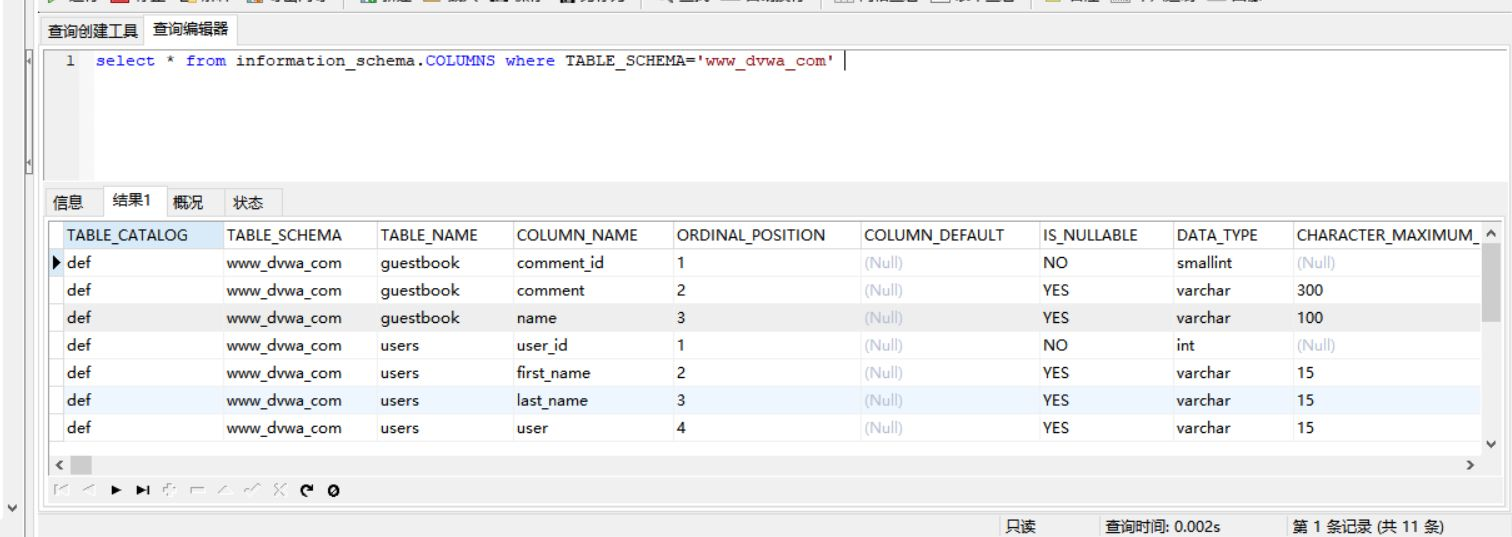 查询创建工具 查询编辑器
1 select * from information_schema.COLUMNS where TABLE_SCHEMA='www_dvwa_com'
信息 结果1 概况 状态
TABLE_CATALOG TABLE_SCHEMA TABLE_NAME COLUMN_NAME ORDINAL_POSITION COLUMN_DEFAULT IS_NULLABLE DATA_TYPE CHARACTER_MAXIMUM_
def www_dvwa_com guestbook comment_id 1 (Null) NO smallint (Null)
def www_dvwa_com guestbook comment 2 (Null) YES varchar 300
def www_dvwa_com guestbook name 3 (Null) YES varchar 100
def www_dvwa_com users user_id 1 (Null) NO int (Null)
def www_dvwa_com users first_name 2 (Null) YES varchar 15
def www_dvwa_com users last_name 3 (Null) YES varchar 15
def www_dvwa_com users user 4 (Null) YES varchar 15
只读 查询时间: 0.002s 第 1 条记录 (共 11 条)